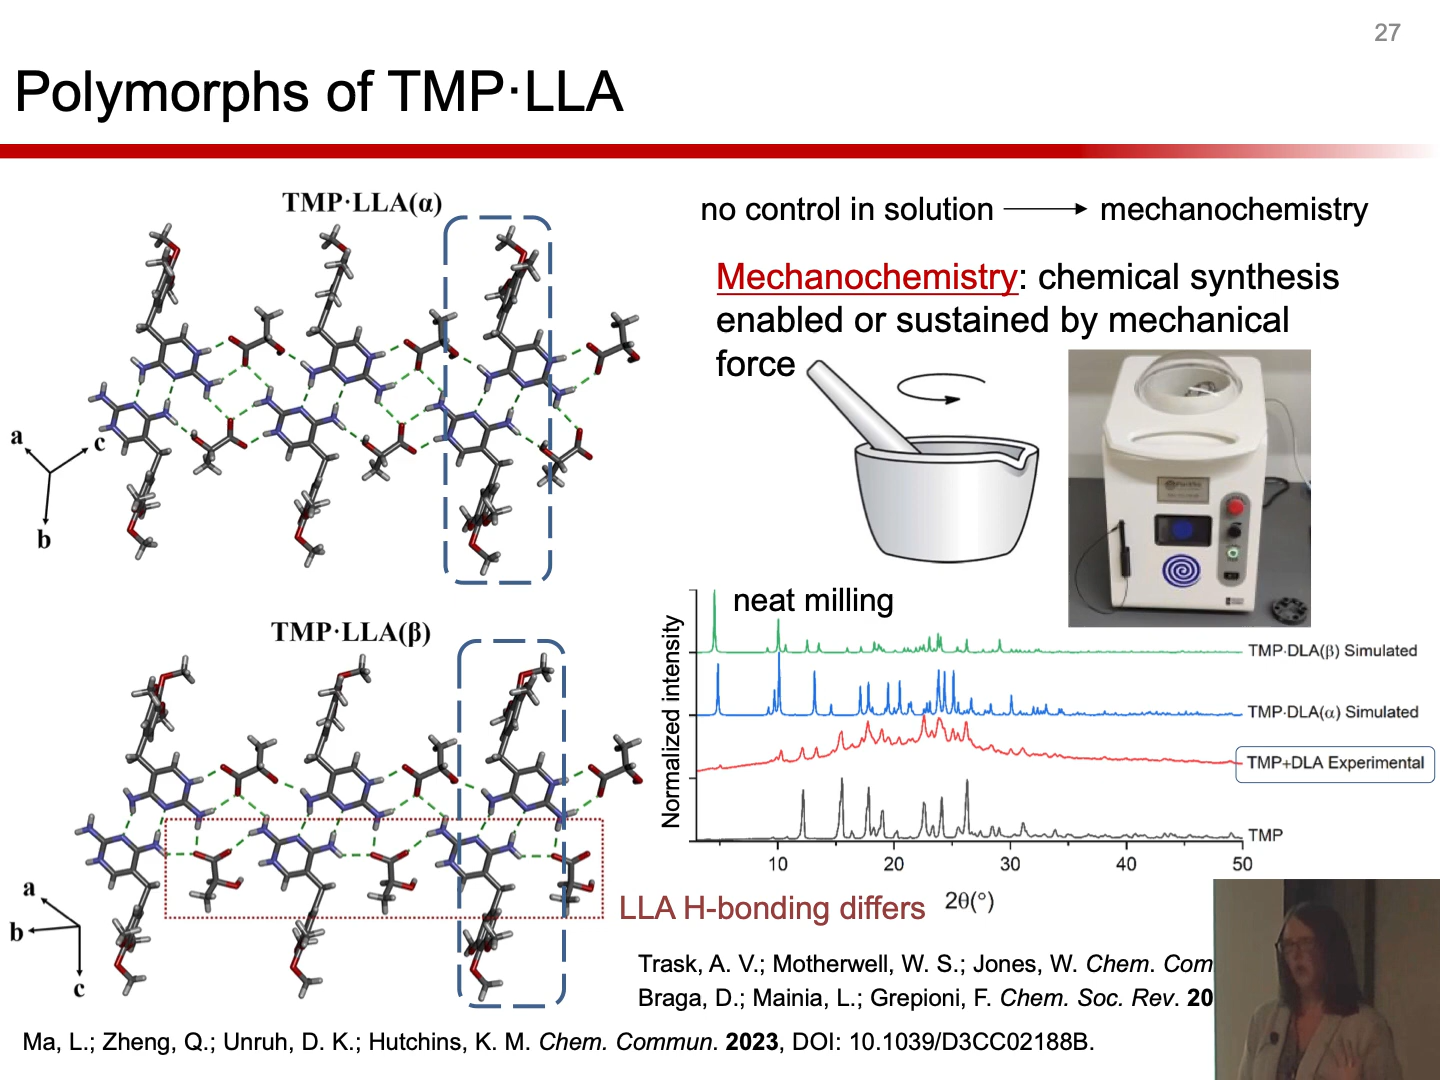 27
Polymorphs of TMP·LLA
TMP·LLA(α)
a
c
b
TMP·LLA(β)
a
b
c
LLA H-bonding differs
no control in solution
mechanochemistry
Mechanochemistry: chemical synthesis
enabled or sustained by mechanical
force
neat milling
Normalized intensity
TMP·DLA(β) Simulated
TMP·DLA(α) Simulated
TMP+DLA Experimental
TMP
10 20 30 40 50
2θ(°)
Trask, A. V.; Motherwell, W. S.; Jones, W. Chem. Com
Braga, D.; Mainia, L.; Grepioni, F. Chem. Soc. Rev. 20
Ma, L.; Zheng, Q.; Unruh, D. K.; Hutchins, K. M. Chem. Commun. 2023, DOI: 10.1039/D3CC02188B.